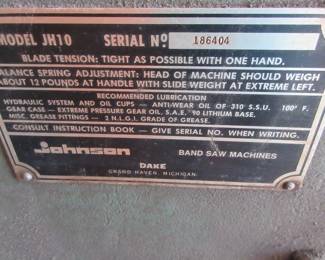 MODEL JH10 SERIAL Nº 186404
BLADE TENSION: TIGHT AS POSSIBLE WITH ONE HAND.
BALANCE SPRING ADJUSTMENT: HEAD OF MACHINE SHOULD WEIGH
ABOUT 12 POUNDS AT HANDLE WITH SLIDE WEIGHT AT EXTREME LEFT.
RECOMMENDED LUBRICATION
HYDRAULIC SYSTEM AND OIL CUPS - ANTI-WEAR OIL OF 310 S.S.U. 100° F.
GEAR CASE - EXTREME PRESSURE GEAR OIL, S.A.E. 90 LITHIUM BASE.
MISC. GREASE FITTINGS - 2 N.L.G.I. GRADE OF GREASE.
CONSULT INSTRUCTION BOOK - GIVE SERIAL NO. WHEN WRITING.
Johnson BAND SAW MACHINES
DAKE
GRAND HAVEN, MICHIGAN